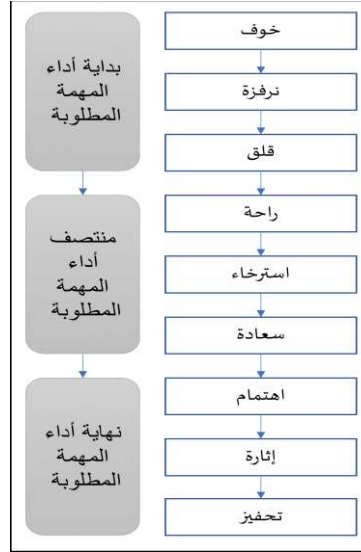 خوف
نرفزة
قلق
راحة
استرخاء
سعادة
اهتمام
إثارة
تحفيز
بداية أداء
المهمة
المطلوبة
منتصف
أداء
المهمة
المطلوبة
نهاية أداء
المهمة
المطلوبة